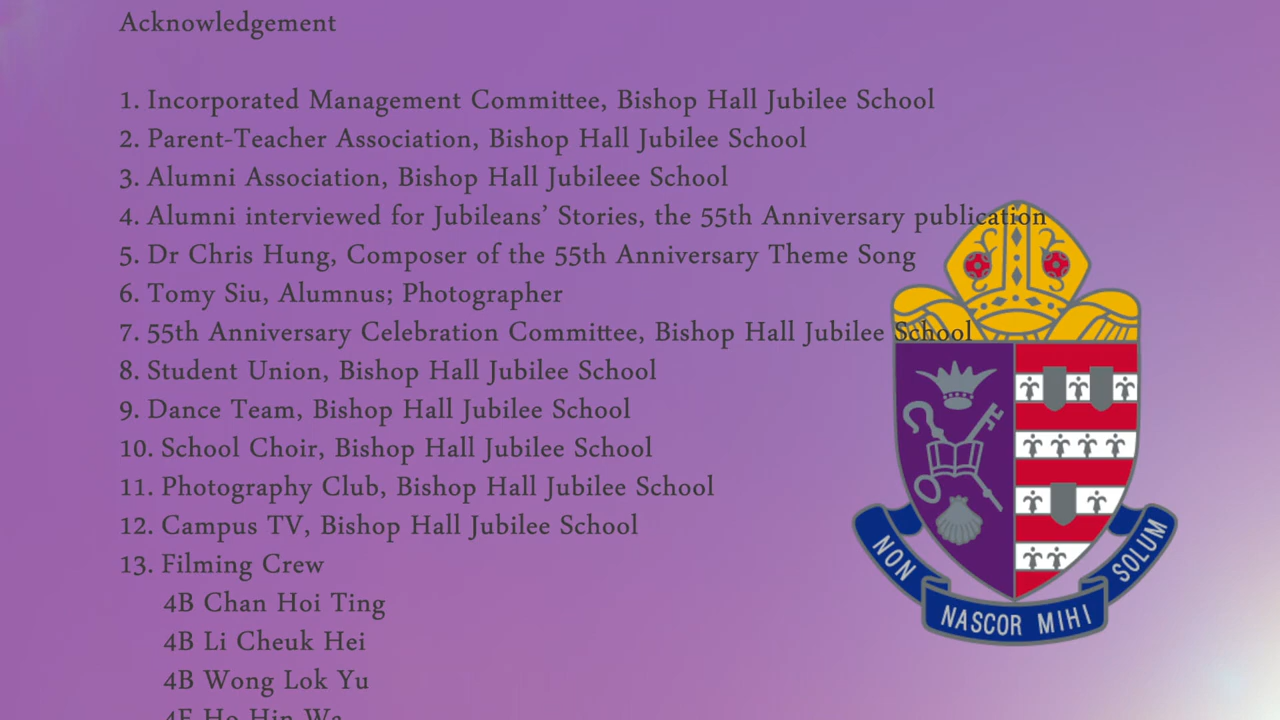 Acknowledgement
1. Incorporated Management Committee, Bishop Hall Jubilee School
2. Parent-Teacher Association, Bishop Hall Jubilee School
3. Alumni Association, Bishop Hall Jubileee School
4. Alumni interviewed for Jubileans’ Stories, the 55th Anniversary publication
5. Dr Chris Hung, Composer of the 55th Anniversary Theme Song
6. Tomy Siu, Alumnus; Photographer
7. 55th Anniversary Celebration Committee, Bishop Hall Jubilee School
8. Student Union, Bishop Hall Jubilee School
9. Dance Team, Bishop Hall Jubilee School
10. School Choir, Bishop Hall Jubilee School
11. Photography Club, Bishop Hall Jubilee School
12. Campus TV, Bishop Hall Jubilee School
13. Filming Crew
4B Chan Hoi Ting
4B Li Cheuk Hei
4B Wong Lok Yu
Ho Hin
NON NASCOR MIHI SOLUM